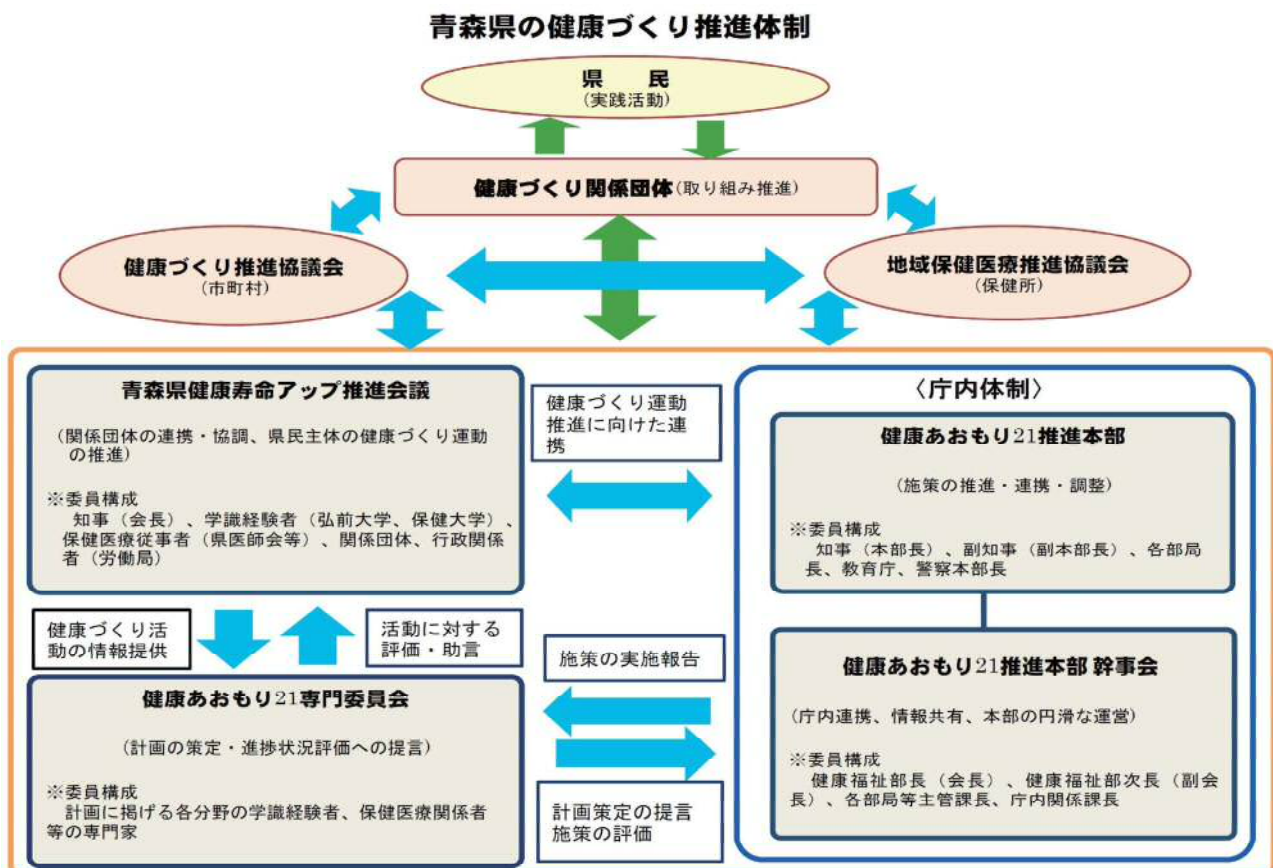 青森県の健康づくり推進体制
県　民
(実践活動)
健康づくり関係団体(取り組み推進)
健康づくり推進協議会
(市町村)
地域保健医療推進協議会
(保健所)
青森県健康寿命アップ推進会議
(関係団体の連携・協調、県民主体の健康づくり運動
の推進)
※委員構成
知事（会長）、学識経験者（弘前大学、保健大学）、
保健医療従事者（県医師会等）、関係団体、行政関係
者（労働局）
健康づくり運動
推進に向けた連
携
〈庁内体制〉
健康あおもり21推進本部
(施策の推進・連携・調整)
※委員構成
知事（本部長）、副知事（副本部長）、各部局
長、教育庁、警察本部長
健康づくり活
動の情報提供
活動に対する
評価・助言
施策の実施報告
健康あおもり21推進本部 幹事会
(庁内連携、情報共有、本部の円滑な運営)
※委員構成
健康福祉部長（会長）、健康福祉部次長（副会
長）、各部局等主管課長、庁内関係課長
健康あおもり21専門委員会
(計画の策定・進捗状況評価への提言)
※委員構成
計画に掲げる各分野の学識経験者、保健医療関係者
等の専門家
計画策定の提言
施策の評価